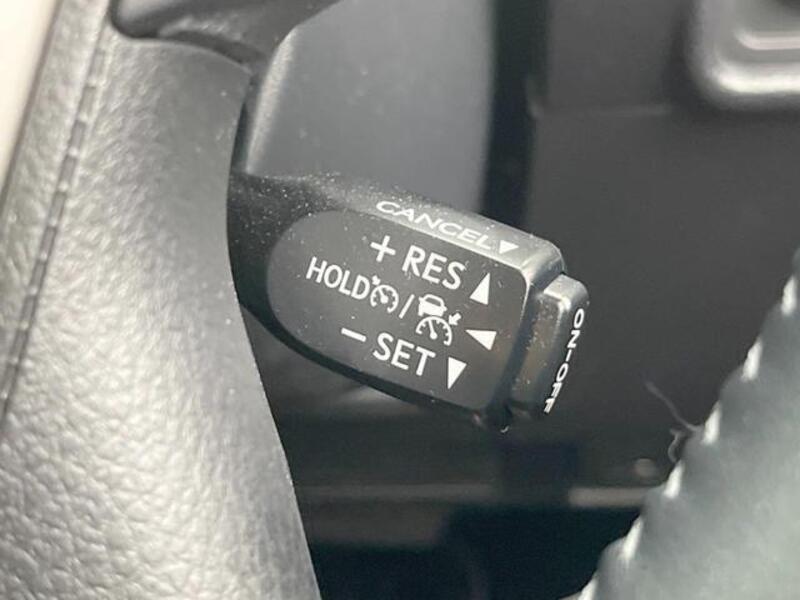 CANCEL▼
+ RES ▲
HOLD / ◀
− SET ▼
ON-OFF